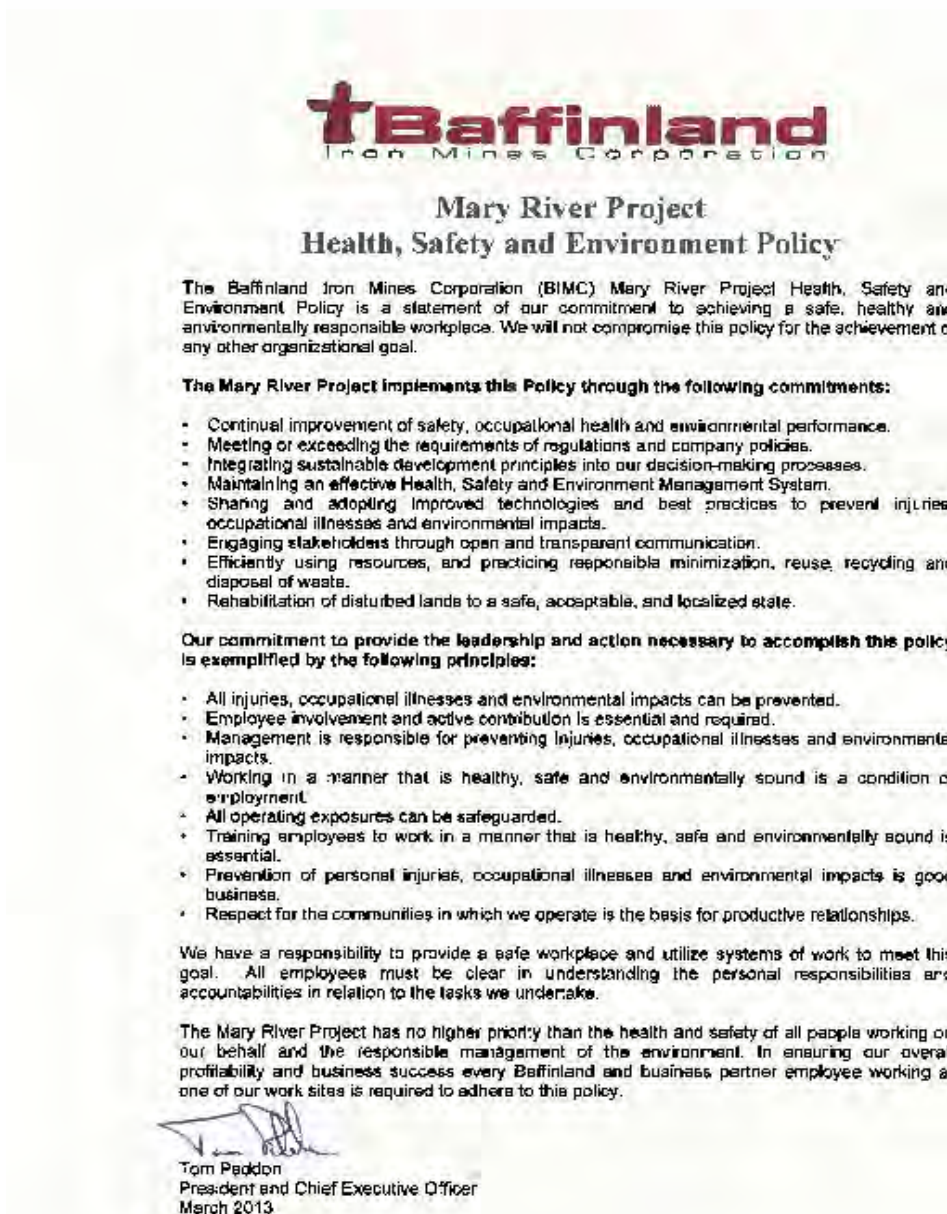 Baffinland
Iron Mines Corporation
Mary River Project
Health, Safety and Environment Policy
The Baffinland Iron Mines Corporation (BIMC) Mary River Project Health, Safety an
Environment Policy is a statement of our commitment to achieving a safe, healthy an
environmentally responsible workplace. We will not compromise this policy for the achievement o
any other organizational goal.
The Mary River Project implements this Policy through the following commitments:
• Continual improvement of safety, occupational health and environmental performance.
• Meeting or exceeding the requirements of regulations and company policies.
• Integrating sustainable development principles into our decision-making processes.
• Maintaining an effective Health, Safety and Environment Management System.
• Sharing and adopting improved technologies and best practices to prevent injuries
occupational illnesses and environmental impacts.
• Engaging stakeholders through open and transparent communication.
• Efficiently using resources, and practicing responsible minimization, reuse, recycling an
disposal of waste.
• Rehabilitation of disturbed lands to a safe, acceptable, and localized state.
Our commitment to provide the leadership and action necessary to accomplish this policy
is exemplified by the following principles:
• All injuries, occupational illnesses and environmental impacts can be prevented.
• Employee involvement and active contribution is essential and required.
• Management is responsible for preventing injuries, occupational illnesses and environmenta
impacts.
• Working in a manner that is healthy, safe and environmentally sound is a condition o
employment.
• All operating exposures can be safeguarded.
• Training employees to work in a manner that is healthy, safe and environmentally sound i
essential.
• Prevention of personal injuries, occupational illnesses and environmental impacts is goo
business.
• Respect for the communities in which we operate is the basis for productive relationships.
We have a responsibility to provide a safe workplace and utilize systems of work to meet thi
goal. All employees must be clear in understanding the personal responsibilities an
accountabilities in relation to the tasks we undertake.
The Mary River Project has no higher priority than the health and safety of all people working o
our behalf and the responsible management of the environment. In ensuring our overal
profitability and business success every Baffinland and business partner employee working a
one of our work sites is required to adhere to this policy.
Tom Paddon
President and Chief Executive Officer
March 2013